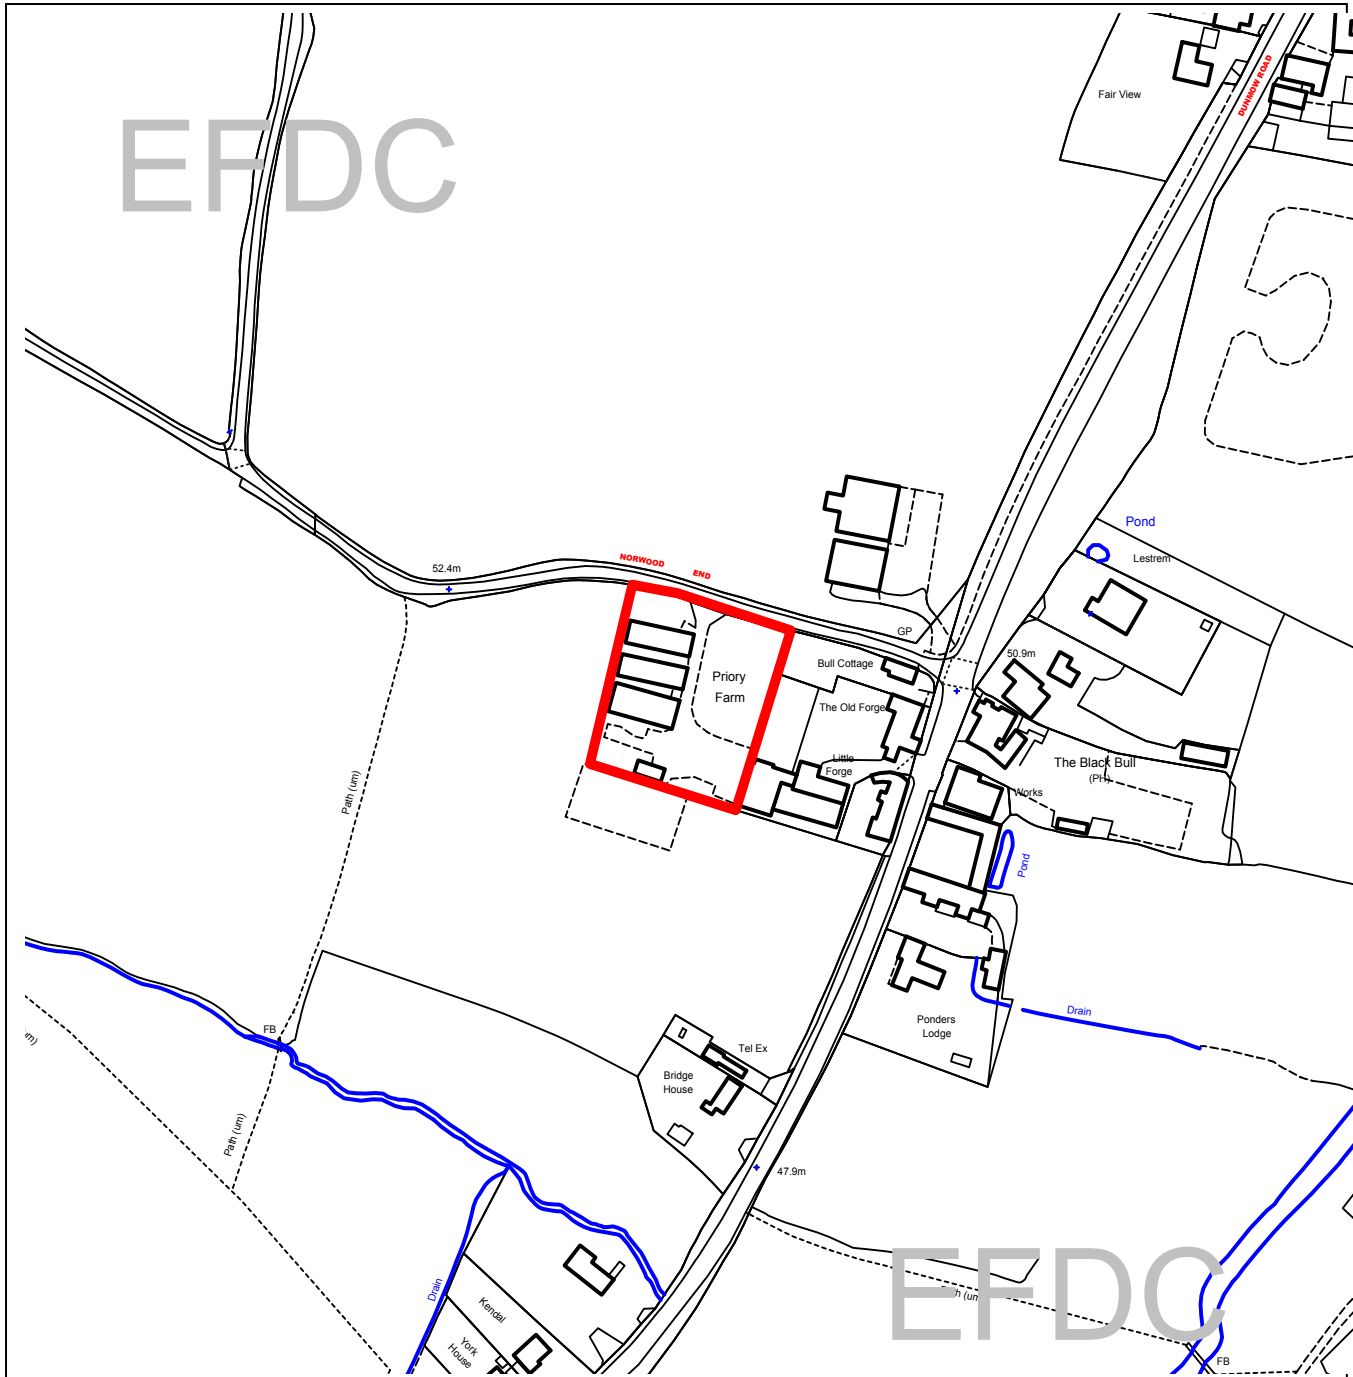 Fair View
DUNMOW ROAD
EFDC
Pond
Lestrem
NORWOOD END
52.4m
GP
50.9m
Bull Cottage
Priory
Farm
The Old Forge
Little
Forge
The Black Bull
(PH)
Works
Path (um)
Pond
FB
Drain
Ponders
Lodge
Tel Ex
Bridge
House
Path (um)
47.9m
Drain
Kendal
York
House
EFDC
FB